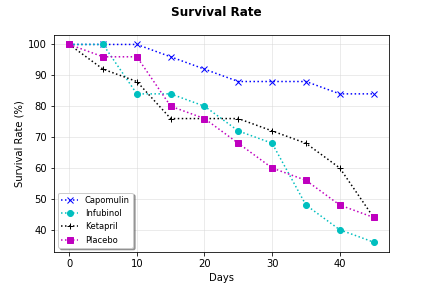 Survival Rate
100
90
80
70
60
50
40
Survival Rate (%)
Capomulin
Infubinol
Ketapril
Placebo
0 10 20 30 40
Days